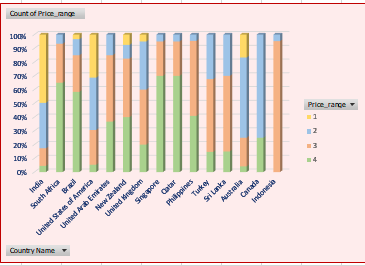 Count of Price_range
100%
90%
80%
70%
60%
50%
40%
30%
20%
10%
0%
India
South Africa
Brazil
United States of America
United Arab Emirates
New Zealand
United Kingdom
Singapore
Qatar
Philippines
Turkey
Sri Lanka
Australia
Canada
Indonesia
Price_range
1
2
3
4
Country Name